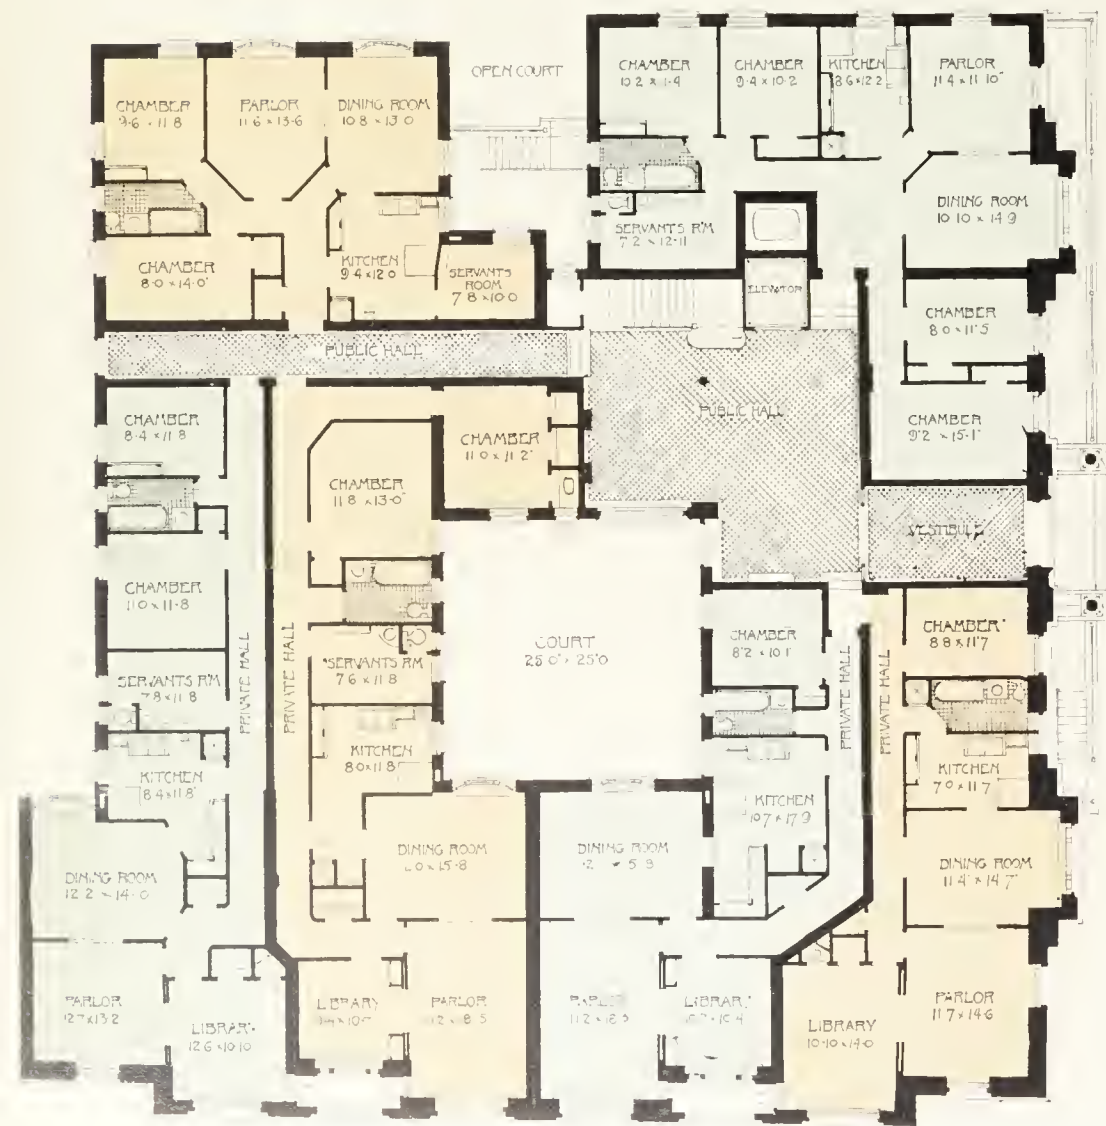 CHAMBER
9·6 × 11·8
PARLOR
11·6 × 13·6
DINING ROOM
10·8 × 13·0
OPEN COURT
CHAMBER
CHAMBER
9·4 × 10·2
KITCHEN
8·6 × 12·2
PARLOR
11·4 × 11·10"
DINING ROOM
10·10 × 14·9
SERVANTS R'M
7·2 × 12·11
CHAMBER
8·0 × 14·0"
KITCHEN
9·4 × 12·0
SERVANTS
ROOM
7·8 × 10·0
ELEVATOR
CHAMBER
8·0 × 11'·5
PUBLIC HALL
PUBLIC HALL
CHAMBER
8·4 × 11·8
CHAMBER
11·0 × 11·2"
CHAMBER
9'·2 × 15·1"
CHAMBER
11·8 × 13·0"
VESTIBULE
CHAMBER
11·0 × 11·8
PRIVATE HALL
PRIVATE HALL
COURT
25·0" × 25'·0
CHAMBER
8'·2 × 10·1"
PRIVATE HALL
PRIVATE HALL
CHAMBER
8·8 × 11'·7
SERVANTS R'M
7·8 × 11·8
SERVANTS RM
7·6 × 11·8
KITCHEN
8·4 × 11·8"
KITCHEN
8·0 × 11·8
KITCHEN
10·7 × 17·9
KITCHEN
7·0 × 11·7
DINING ROOM
12·2 × 14·0
DINING ROOM
DINING ROOM
DINING ROOM
11·4" × 14·7"
PARLOR
12·7 × 13·2
LIBRARY
12·6 × 10·10
LIBRARY
PARLOR
PARLOR
11·2 × 18·5
LIBRARY
LIBRARY
10·10 × 14·0
PARLOR
11·7 × 14·6